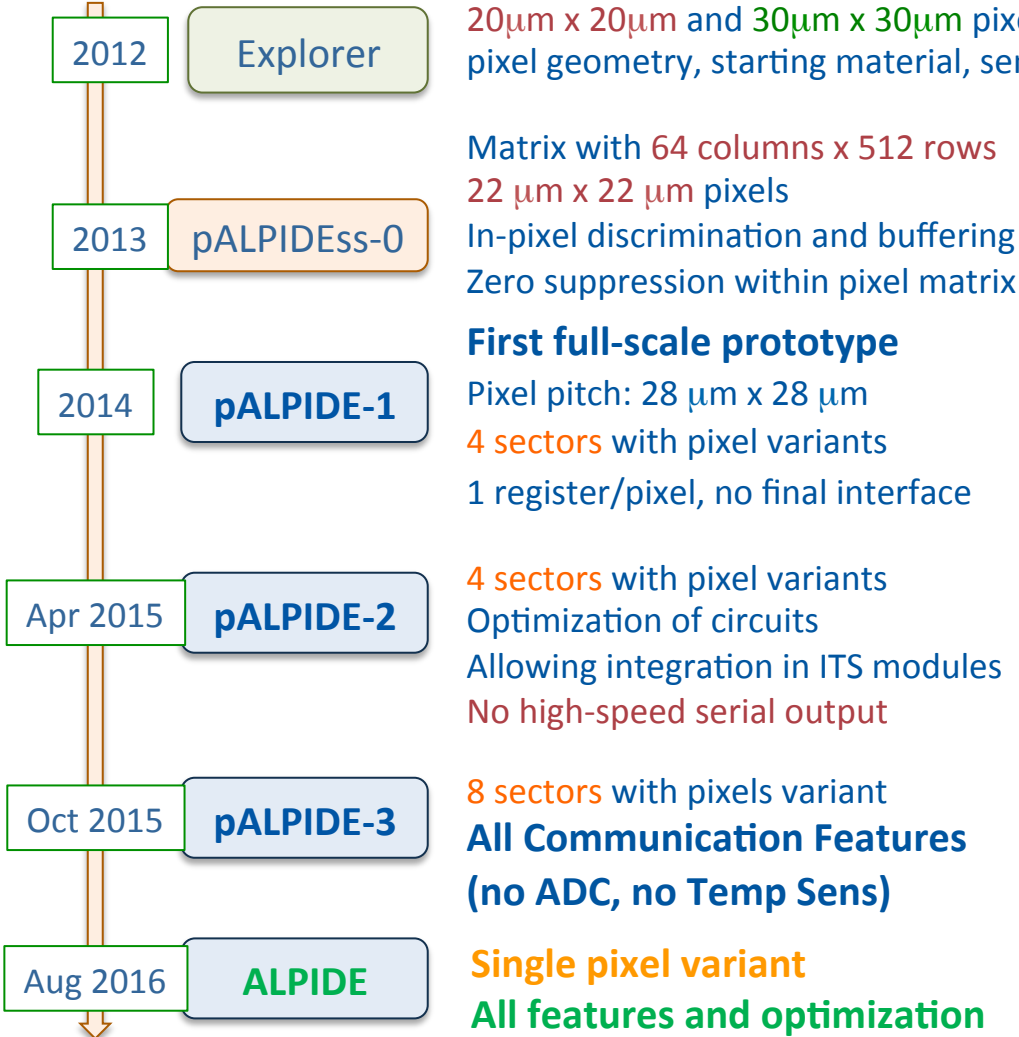 2012
Explorer
20μm x 20μm and 30μm x 30μm
pixel geometry, starting material,
2013
pALPIDEss-0
Matrix with 64 columns x 512 rows
22 μm x 22 μm pixels
In-pixel discrimination and buffering
Zero suppression within pixel matrix
2014
pALPIDE-1
First full-scale prototype
Pixel pitch: 28 μm x 28 μm
4 sectors with pixel variants
1 register/pixel, no final interface
Apr 2015
pALPIDE-2
4 sectors with pixel variants
Optimization of circuits
Allowing integration in ITS modules
No high-speed serial output
Oct 2015
pALPIDE-3
8 sectors with pixels variant
All Communication Features
(no ADC, no Temp Sens)
Aug 2016
ALPIDE
Single pixel variant
All features and optimization